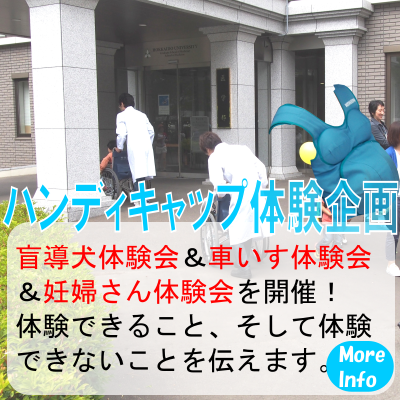 ハンディキャップ体験企画
盲導犬体験会＆車いす体験会
＆妊婦さん体験会を開催！
体験できること、そして体験
できないことを伝えます。
More
Info